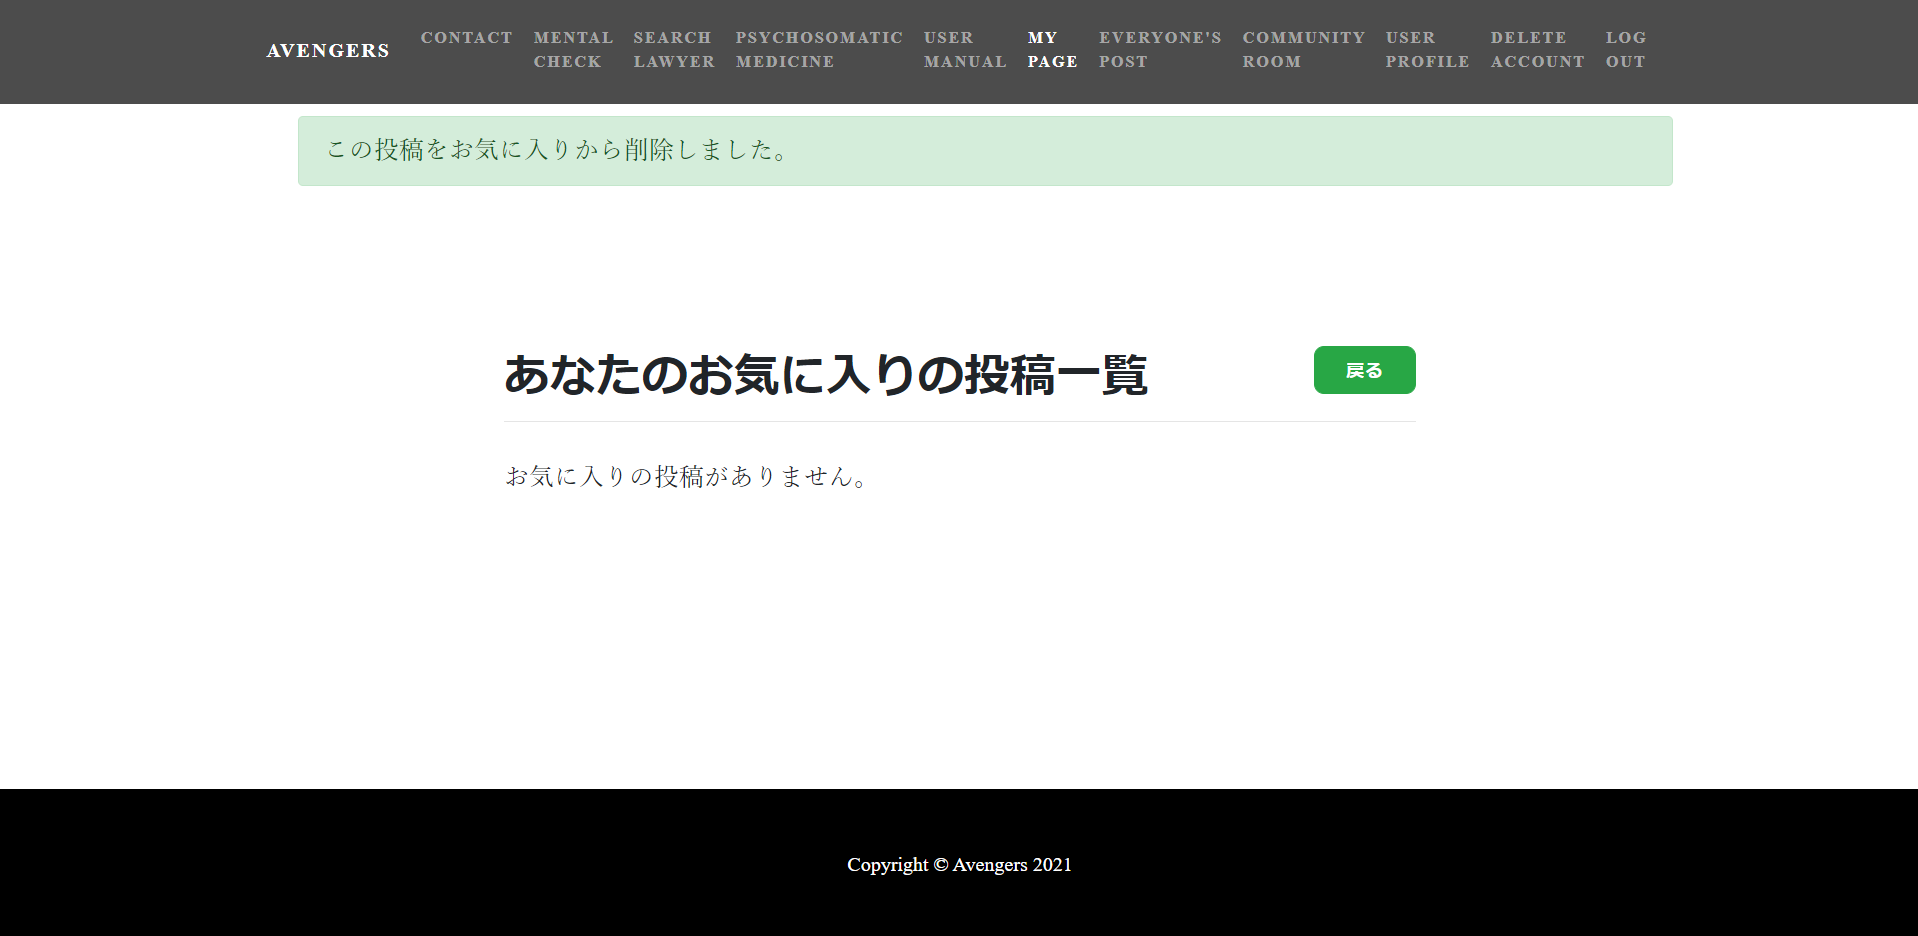 AVENGERS
CONTACT
MENTAL CHECK
SEARCH LAWYER
PSYCHOSOMATIC MEDICINE
USER MANUAL
MY PAGE
EVERYONE'S POST
COMMUNITY ROOM
USER PROFILE
DELETE ACCOUNT
LOG OUT
この投稿をお気に入りから削除しました。
あなたのお気に入りの投稿一覧
戻る
お気に入りの投稿がありません。
Copyright © Avengers 2021